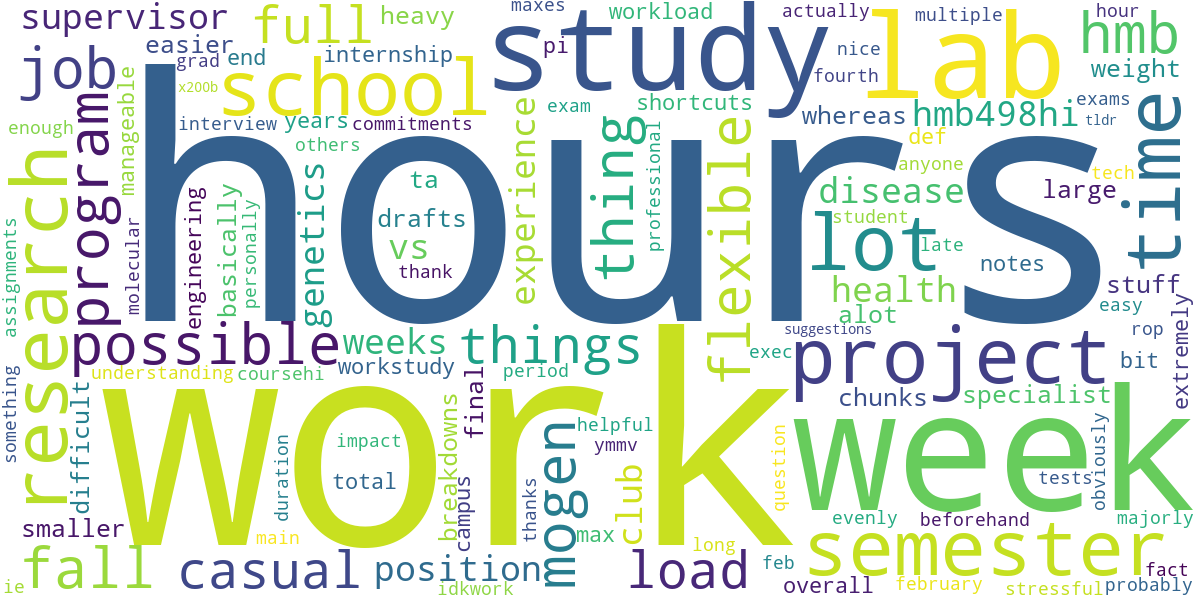 supervisor
full
heavy
maxes
workload
actually
multiple
hour
job
easier
grad
end
internship
study
pi
nice
fourth
lab
hmb
weight
x200b
school
manageable
enough
interview
years
commitments
others
exam
shortcuts
whereas
hmb498hi
exams
tldr
time
research
program
hours
thing
experience
professional
flexible
def
anyone
tech
disease
large
student
lot
late
notes
ta
drafts
vs
thank
genetics
basically
personally
engineering
molecular
assignments
health
alot
stuff
easy
extremely
possible
weeks
things
workstudy
period
suggestions
exec
project
rop
bit
understanding
coursehi
final
chunks
specialist
something
difficult
work
impact
total
duration
breakdowns
campus
thanks
mogen
helpful
ymmv
club
question
week
tests
obviously
smaller
main
max
long
evenly
beforehand
majorly
semester
fall
casual
position
idkwork
load
feb
overall
february
stressful
fact
probably
ie